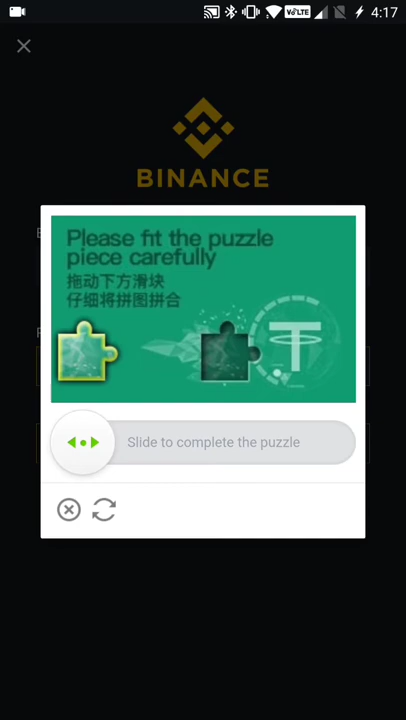 VoLTE 4:17
BINANCE
Please fit the puzzle
piece carefully
拖动下方滑块
仔细将拼图拼合
Slide to complete the puzzle